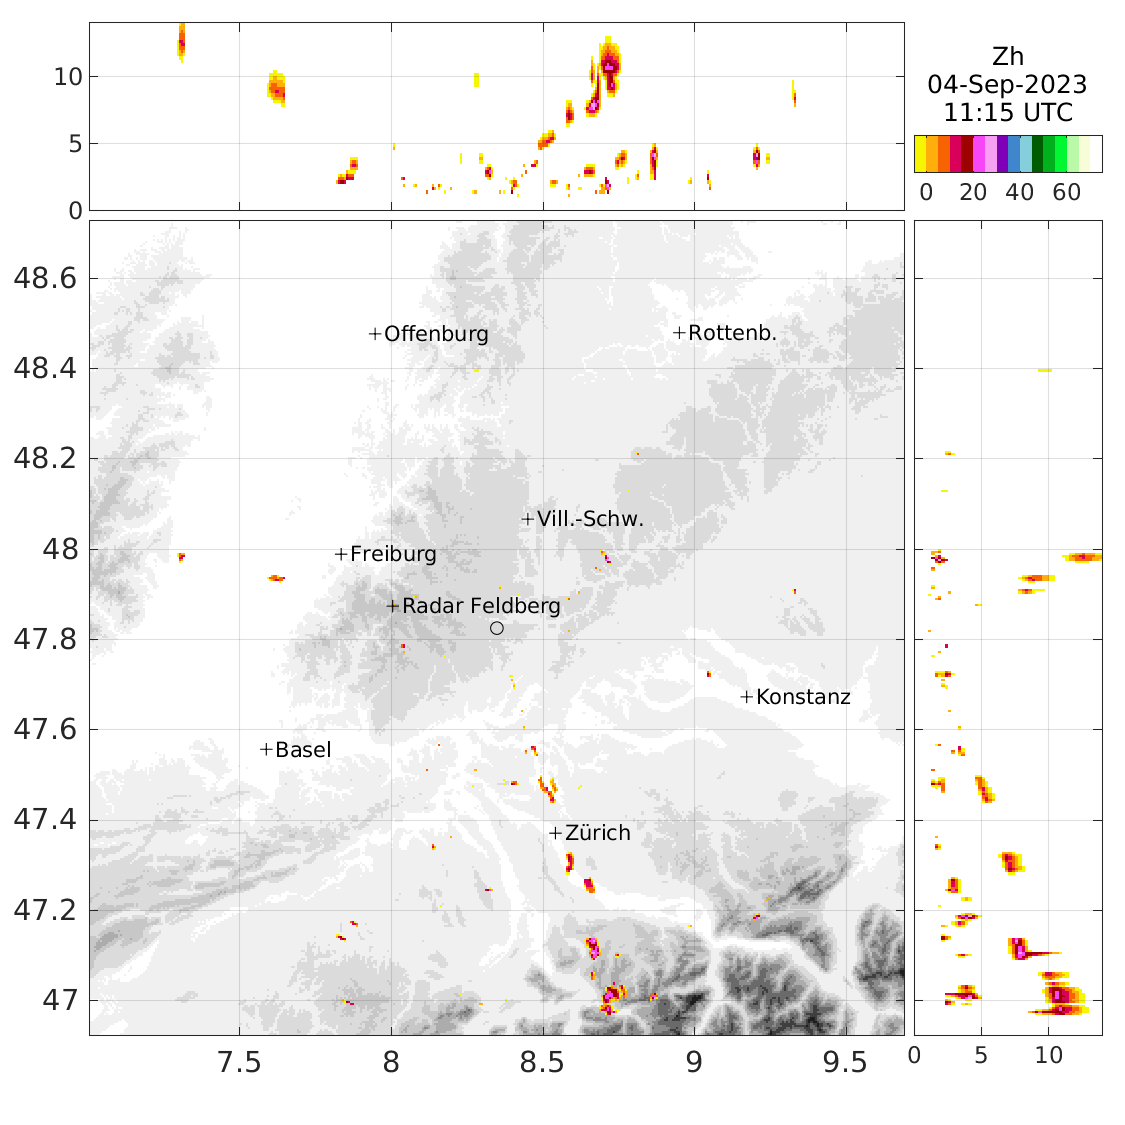 10
5
0
Zh
04-Sep-2023
11:15 UTC
0 20 40 60
48.6
48.4
48.2
48
47.8
47.6
47.4
47.2
47
Offenburg
Rottenb.
Vill.-Schw.
Freiburg
Radar Feldberg
Konstanz
Basel
Zürich
7.5 8 8.5 9 9.5
0 5 10